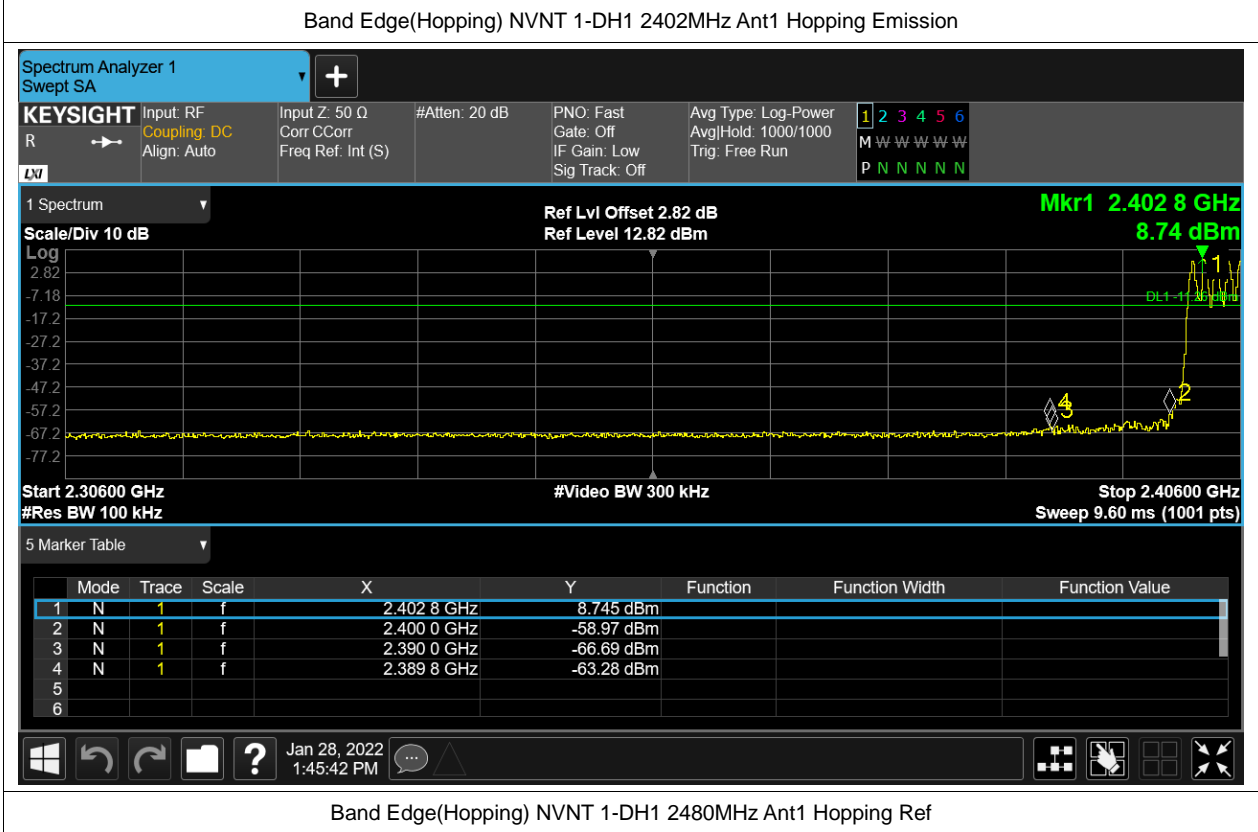 Band Edge(Hopping) NVNT 1-DH1 2402MHz Ant1 Hopping Emission
Spectrum Analyzer 1
Swept SA
+
KEYSIGHT
R
LXI
Input: RF
Coupling: DC
Align: Auto
Input Z: 50 Ω
Corr CCorr
Freq Ref: Int (S)
#Atten: 20 dB
PNO: Fast
Gate: Off
IF Gain: Low
Sig Track: Off
Avg Type: Log-Power
Avg|Hold: 1000/1000
Trig: Free Run
1 2 3 4 5 6
M W W W W W
P N N N N N
1 Spectrum
Scale/Div 10 dB
Ref Lvl Offset 2.82 dB
Ref Level 12.82 dBm
Mkr1 2.402 8 GHz
8.74 dBm
Log
2.82
-7.18
-17.2
-27.2
-37.2
-47.2
-57.2
-67.2
-77.2
1
DL1 -11.26 dBm
2
4
3
Start 2.30600 GHz
#Video BW 300 kHz
Stop 2.40600 GHz
#Res BW 100 kHz
Sweep 9.60 ms (1001 pts)
5 Marker Table
Mode Trace Scale X Y Function Function Width Function Value
1 N 1 f 2.402 8 GHz 8.745 dBm
2 N 1 f 2.400 0 GHz -58.97 dBm
3 N 1 f 2.390 0 GHz -66.69 dBm
4 N 1 f 2.389 8 GHz -63.28 dBm
5
6
?
Jan 28, 2022
1:45:42 PM
Band Edge(Hopping) NVNT 1-DH1 2480MHz Ant1 Hopping Ref